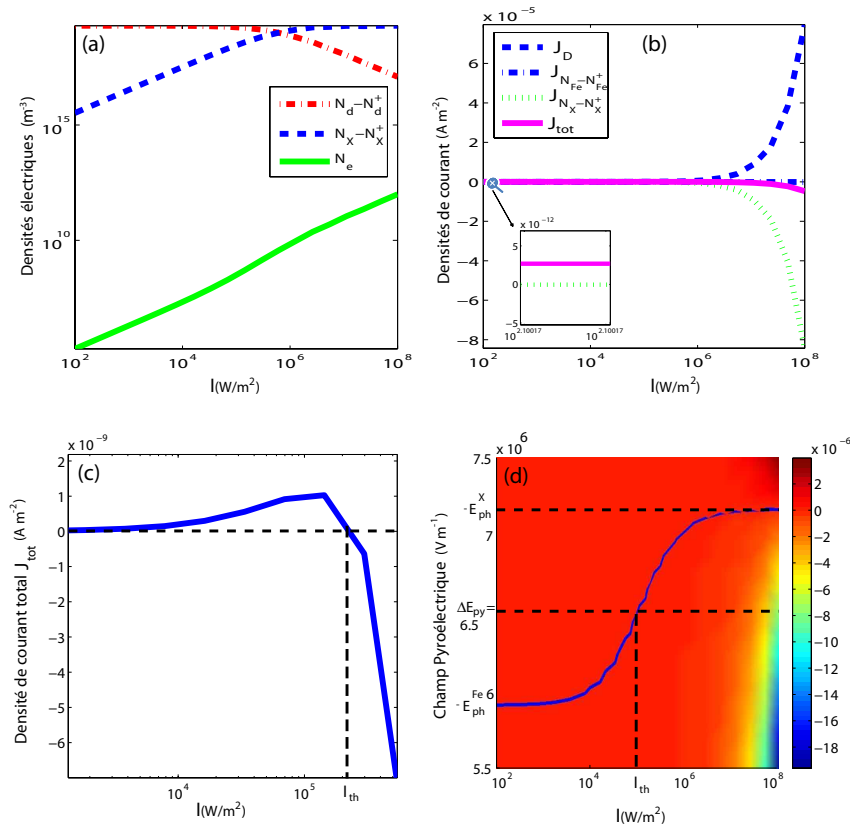 (a)
Densités électriques (m⁻³)
10¹⁵
10¹⁰
N_d−N_d⁺
N_X−N_X⁺
N_e
10² 10⁴ 10⁶ 10⁸
I(W/m²)
x 10⁻⁵
(b)
Densités de courant (A m⁻²)
6
4
2
0
−2
−4
−6
−8
J_D
J_N_Fe−N_Fe⁺
J_N_X−N_X⁺
J_tot
x 10⁻¹²
5
0
−5
10^2.10017 10^2.10017
10² 10⁴ 10⁶ 10⁸
I(W/m²)
x 10⁻⁹
(c)
Densité de courant total J_tot (A m⁻²)
2
1
0
-1
-2
-3
-4
-5
-6
10⁴ 10⁵
I_th
I(W/m²)
x 10⁶
(d)
Champ Pyroélectrique (V m⁻¹)
7.5
-E_ph^X
7
ΔE_py=
6.5
-E_ph^Fe 6
5.5
10² 10⁴ 10⁶ 10⁸
I_th
I(W/m²)
x10⁻⁶
2
0
−2
−4
−6
−8
−10
−12
−14
−16
−18